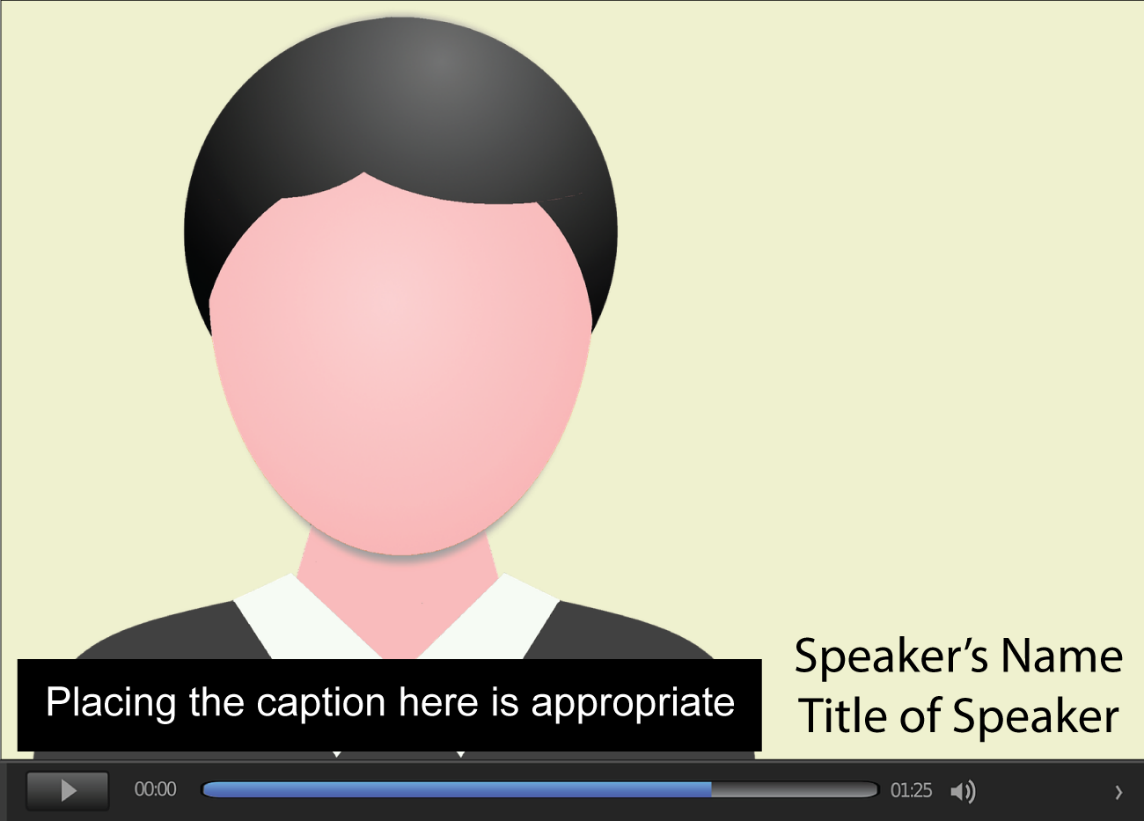 Speaker’s Name
Placing the caption here is appropriate
Title of Speaker
00:00
01:25